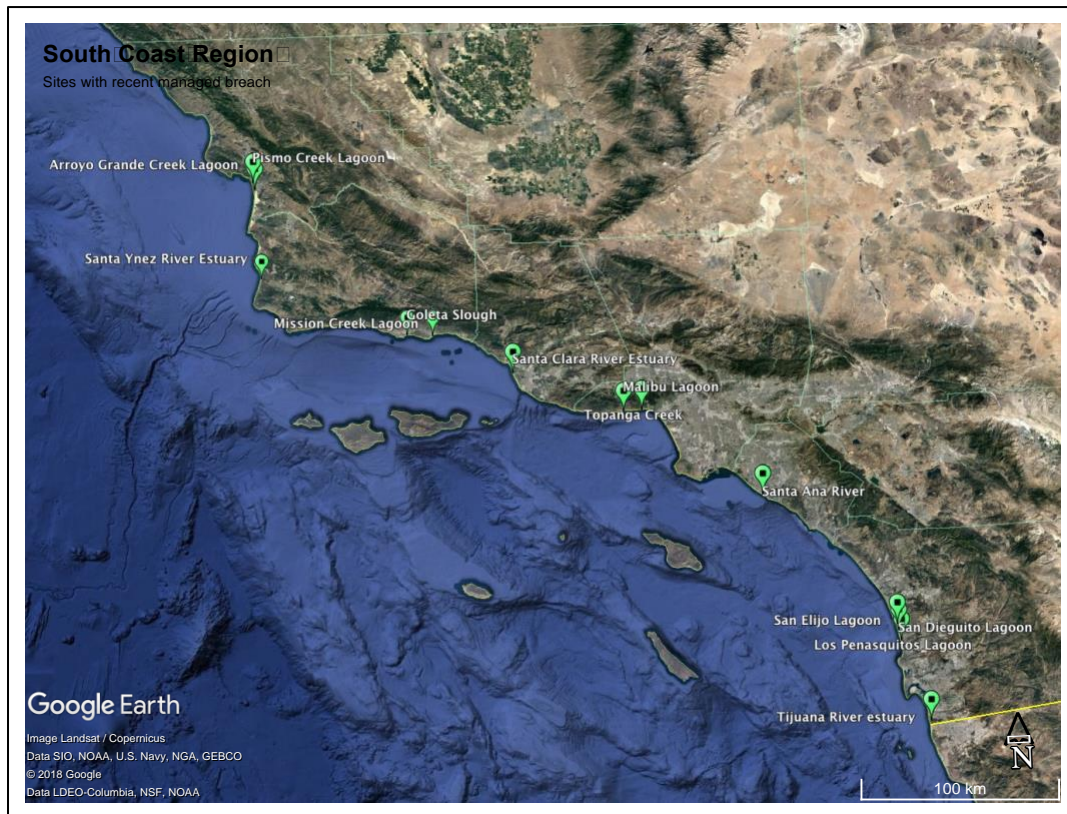 South Coast Region
Sites with recent managed breach
Pismo Creek Lagoon
Arroyo Grande Creek Lagoon
Santa Ynez River Estuary
Goleta Slough
Mission Creek Lagoon
Santa Clara River Estuary
Malibu Lagoon
Topanga Creek
Santa Ana River
San Elijo Lagoon
San Dieguito Lagoon
Los Penasquitos Lagoon
Tijuana River estuary
Google Earth
Image Landsat / Copernicus
Data SIO, NOAA, U.S. Navy, NGA, GEBCO
© 2018 Google
Data LDEO-Columbia, NSF, NOAA
N
100 km